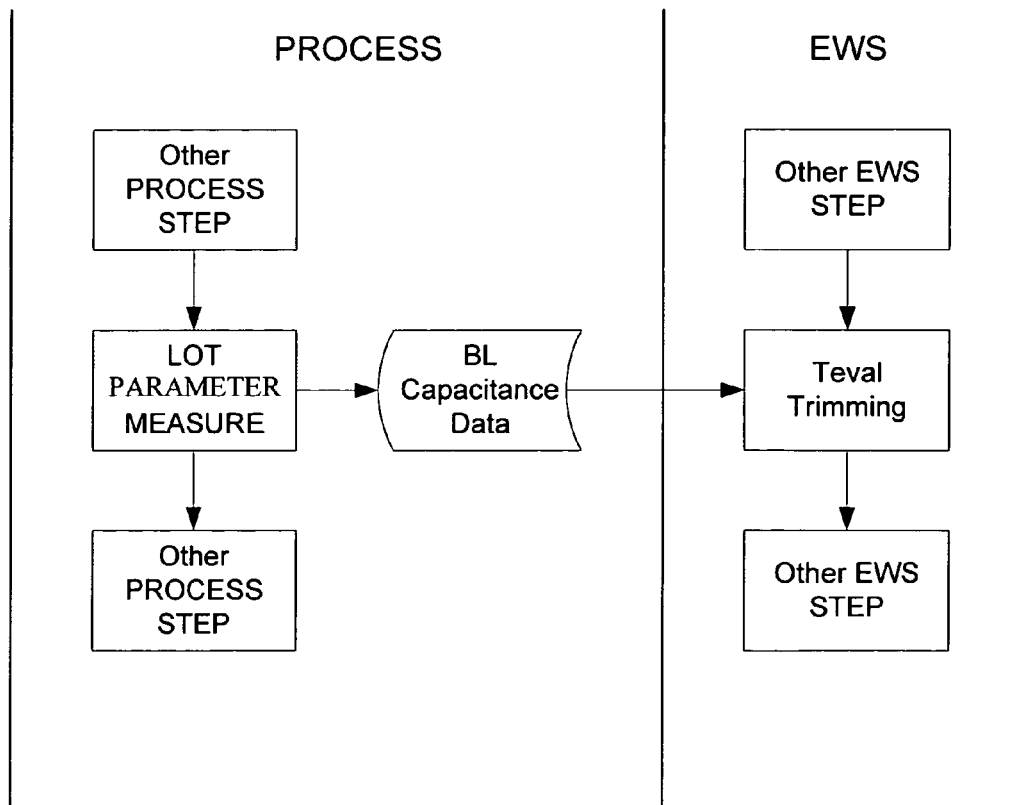 PROCESS
EWS
Other
PROCESS
STEP
Other EWS
STEP
LOT
PARAMETER
MEASURE
BL
Capacitance
Data
Teval
Trimming
Other
PROCESS
STEP
Other EWS
STEP